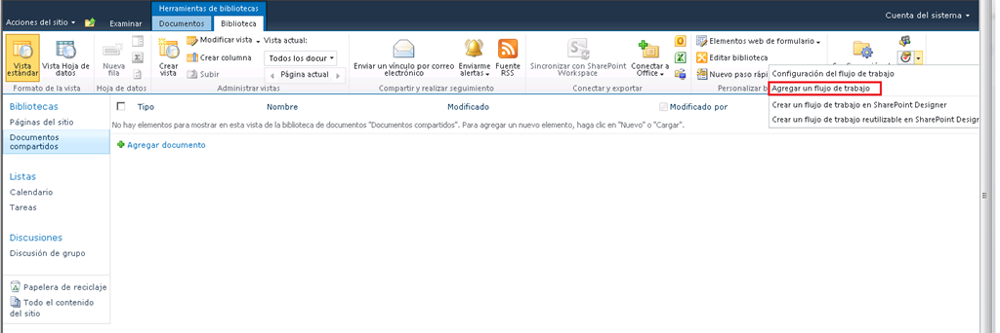 Herramientas de bibliotecas
Acciones del sitio
Examinar
Documentos
Biblioteca
Cuenta del sistema
Vista estándar
Vista Hoja de datos
Formato de la vista
Nueva fila
Hoja de datos
Crear vista
Modificar vista
Crear columna
Subir
Vista actual:
Todos los docur
Página actual
Administrar vistas
Enviar un vínculo por correo electrónico
Enviarme alertas
Fuente RSS
Compartir y realizar seguimiento
Sincronizar con SharePoint Workspace
Conectar a Office
Conectar y exportar
Elementos web de formulario
Editar biblioteca
Nuevo paso rápi
Personalizar b
Configuración del flujo de trabajo
Agregar un flujo de trabajo
Crear un flujo de trabajo en SharePoint Designer
Crear un flujo de trabajo reutilizable en SharePoint Design
Bibliotecas
Páginas del sitio
Documentos compartidos
Listas
Calendario
Tareas
Discusiones
Discusión de grupo
Papelera de reciclaje
Todo el contenido del sitio
Tipo
Nombre
Modificado
Modificado por
No hay elementos para mostrar en esta vista de la biblioteca de documentos "Documentos compartidos". Para agregar un nuevo elemento, haga clic en "Nuevo" o "Cargar".
Agregar documento